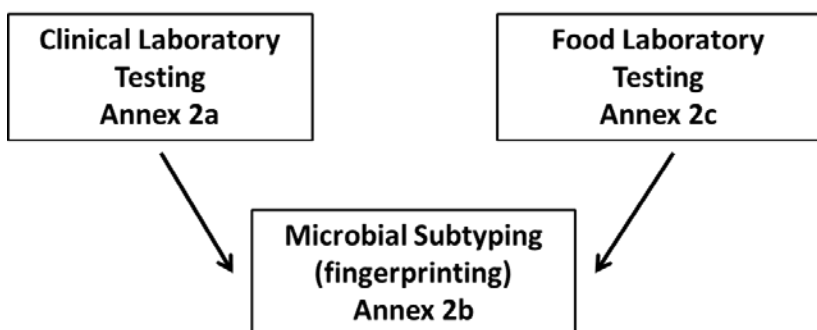 Clinical Laboratory
Testing
Annex 2a
Food Laboratory
Testing
Annex 2c
Microbial Subtyping
(fingerprinting)
Annex 2b